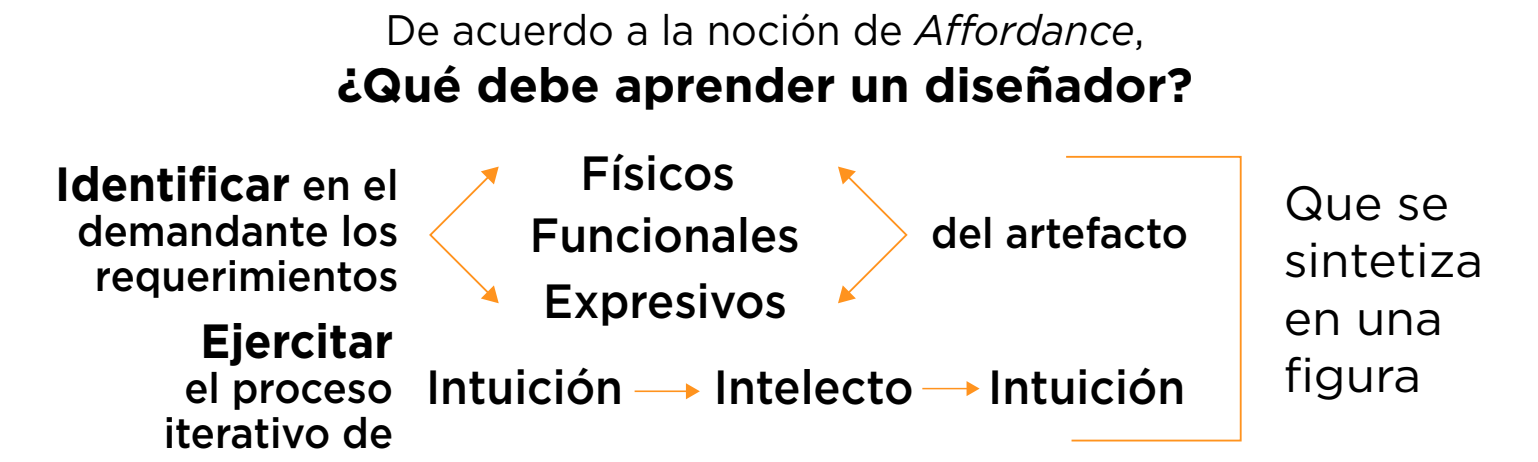 De acuerdo a la noción de Affordance,
¿Qué debe aprender un diseñador?
Identificar en el
demandante los
requerimientos
Físicos
Funcionales
Expresivos
del artefacto
Ejercitar
el proceso
iterativo de
Intuición
Intelecto
Intuición
Que se
sintetiza
en una
figura